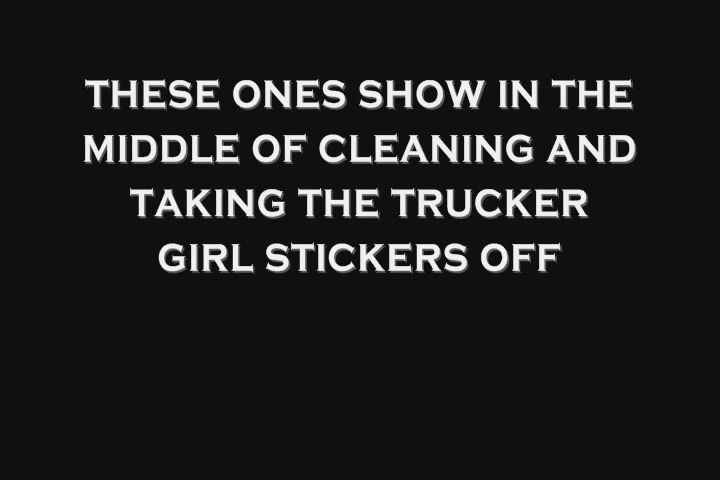 THESE ONES SHOW IN THE
MIDDLE OF CLEANING AND
TAKING THE TRUCKER
GIRL STICKERS OFF